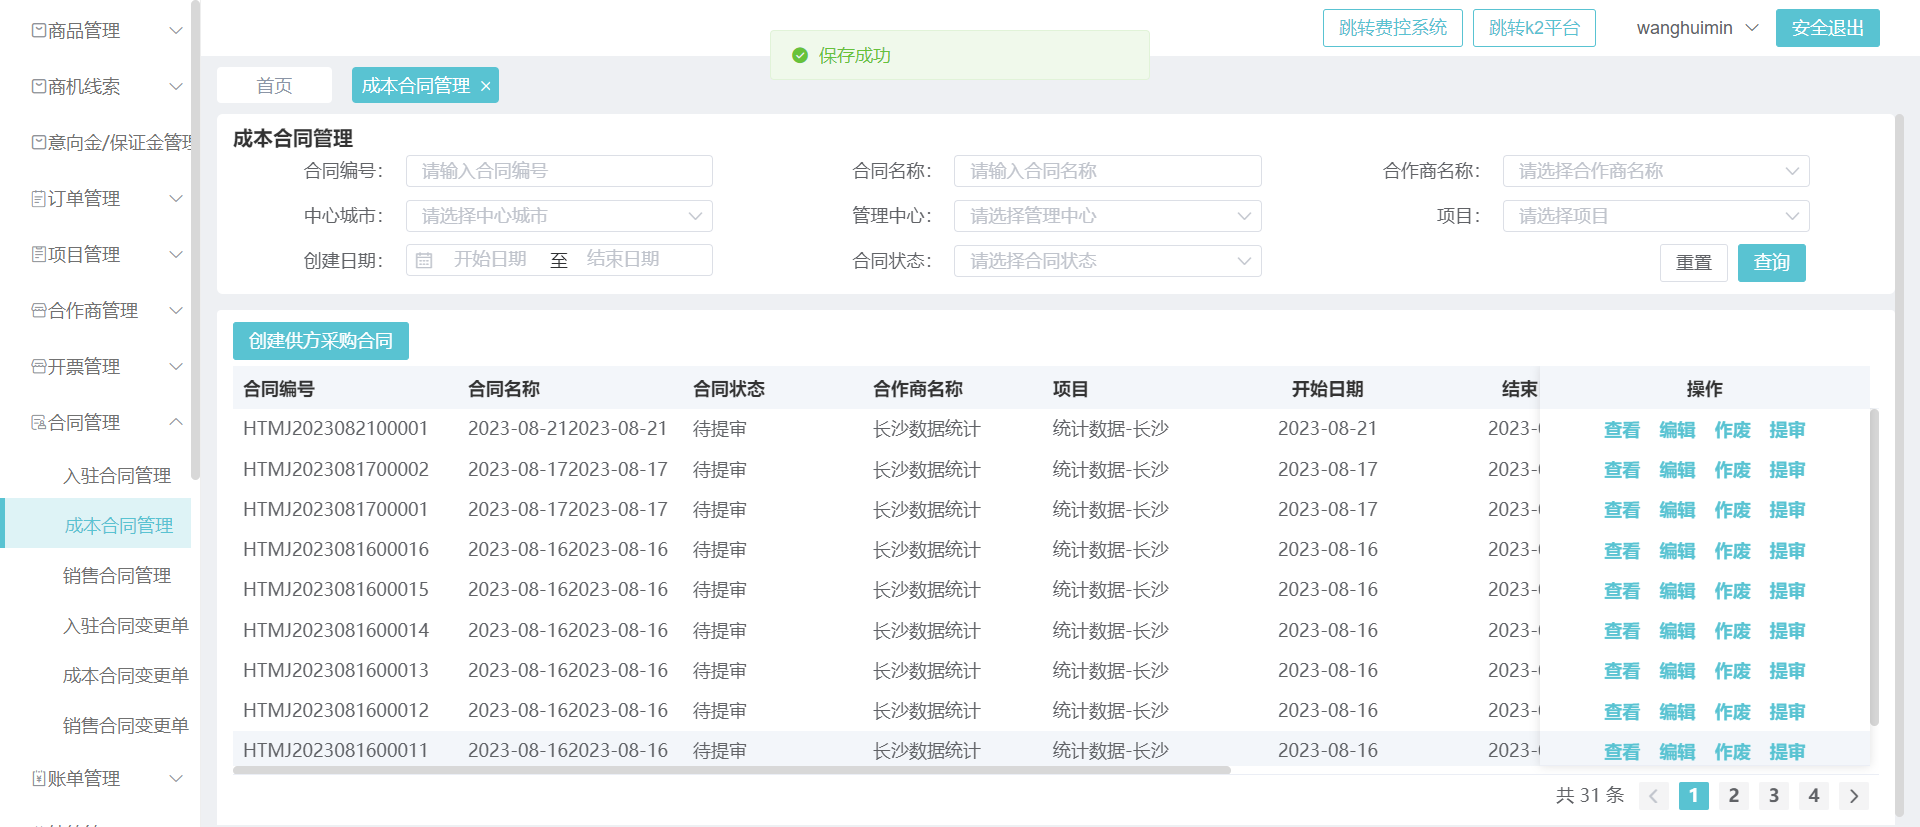 跳转费控系统 跳转k2平台 wanghuimin 安全退出
保存成功
首页 成本合同管理
商品管理
商机线索
意向金/保证金管理
订单管理
项目管理
合作商管理
开票管理
合同管理
入驻合同管理
成本合同管理
销售合同管理
入驻合同变更单
成本合同变更单
销售合同变更单
账单管理
成本合同管理
合同编号： 请输入合同编号 合同名称： 请输入合同名称 合作商名称： 请选择合作商名称
中心城市： 请选择中心城市 管理中心： 请选择管理中心 项目： 请选择项目
创建日期： 开始日期 至 结束日期 合同状态： 请选择合同状态 重置 查询
创建供方采购合同
合同编号 合同名称 合同状态 合作商名称 项目 开始日期 结束 操作
HTMJ2023082100001 2023-08-212023-08-21 待提审 长沙数据统计 统计数据-长沙 2023-08-21 2023- 查看 编辑 作废 提审
HTMJ2023081700002 2023-08-172023-08-17 待提审 长沙数据统计 统计数据-长沙 2023-08-17 2023- 查看 编辑 作废 提审
HTMJ2023081700001 2023-08-172023-08-17 待提审 长沙数据统计 统计数据-长沙 2023-08-17 2023- 查看 编辑 作废 提审
HTMJ2023081600016 2023-08-162023-08-16 待提审 长沙数据统计 统计数据-长沙 2023-08-16 2023- 查看 编辑 作废 提审
HTMJ2023081600015 2023-08-162023-08-16 待提审 长沙数据统计 统计数据-长沙 2023-08-16 2023- 查看 编辑 作废 提审
HTMJ2023081600014 2023-08-162023-08-16 待提审 长沙数据统计 统计数据-长沙 2023-08-16 2023- 查看 编辑 作废 提审
HTMJ2023081600013 2023-08-162023-08-16 待提审 长沙数据统计 统计数据-长沙 2023-08-16 2023- 查看 编辑 作废 提审
HTMJ2023081600012 2023-08-162023-08-16 待提审 长沙数据统计 统计数据-长沙 2023-08-16 2023- 查看 编辑 作废 提审
HTMJ2023081600011 2023-08-162023-08-16 待提审 长沙数据统计 统计数据-长沙 2023-08-16 2023- 查看 编辑 作废 提审
共 31 条 1 2 3 4